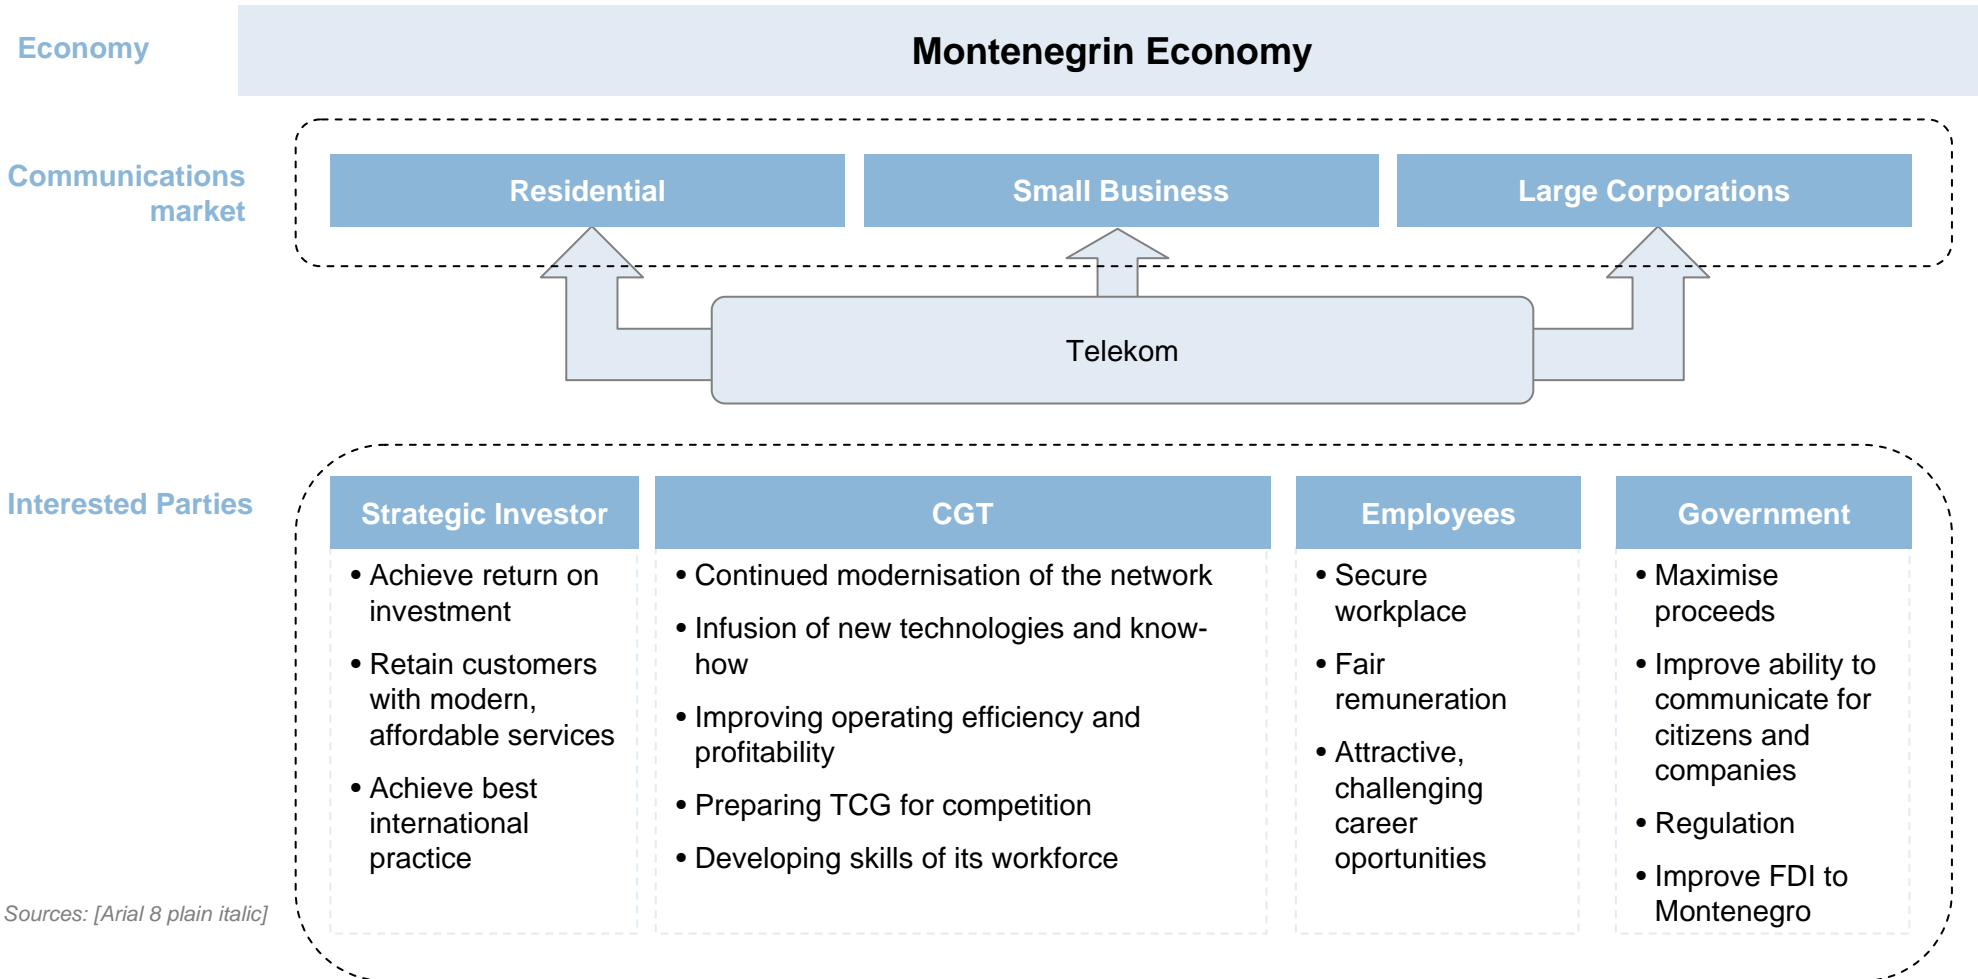 Economy
Montenegrin Economy
Communications
market
Residential
Small Business
Large Corporations
Telekom
Interested Parties
Strategic Investor
• Achieve return on
investment
• Retain customers
with modern,
affordable services
• Achieve best
international
practice
CGT
• Continued modernisation of the network
• Infusion of new technologies and know-
how
• Improving operating efficiency and
profitability
• Preparing TCG for competition
• Developing skills of its workforce
Employees
• Secure
workplace
• Fair
remuneration
• Attractive,
challenging
career
oportunities
Government
• Maximise
proceeds
• Improve ability to
communicate for
citizens and
companies
• Regulation
• Improve FDI to
Montenegro
Sources: [Arial 8 plain italic]